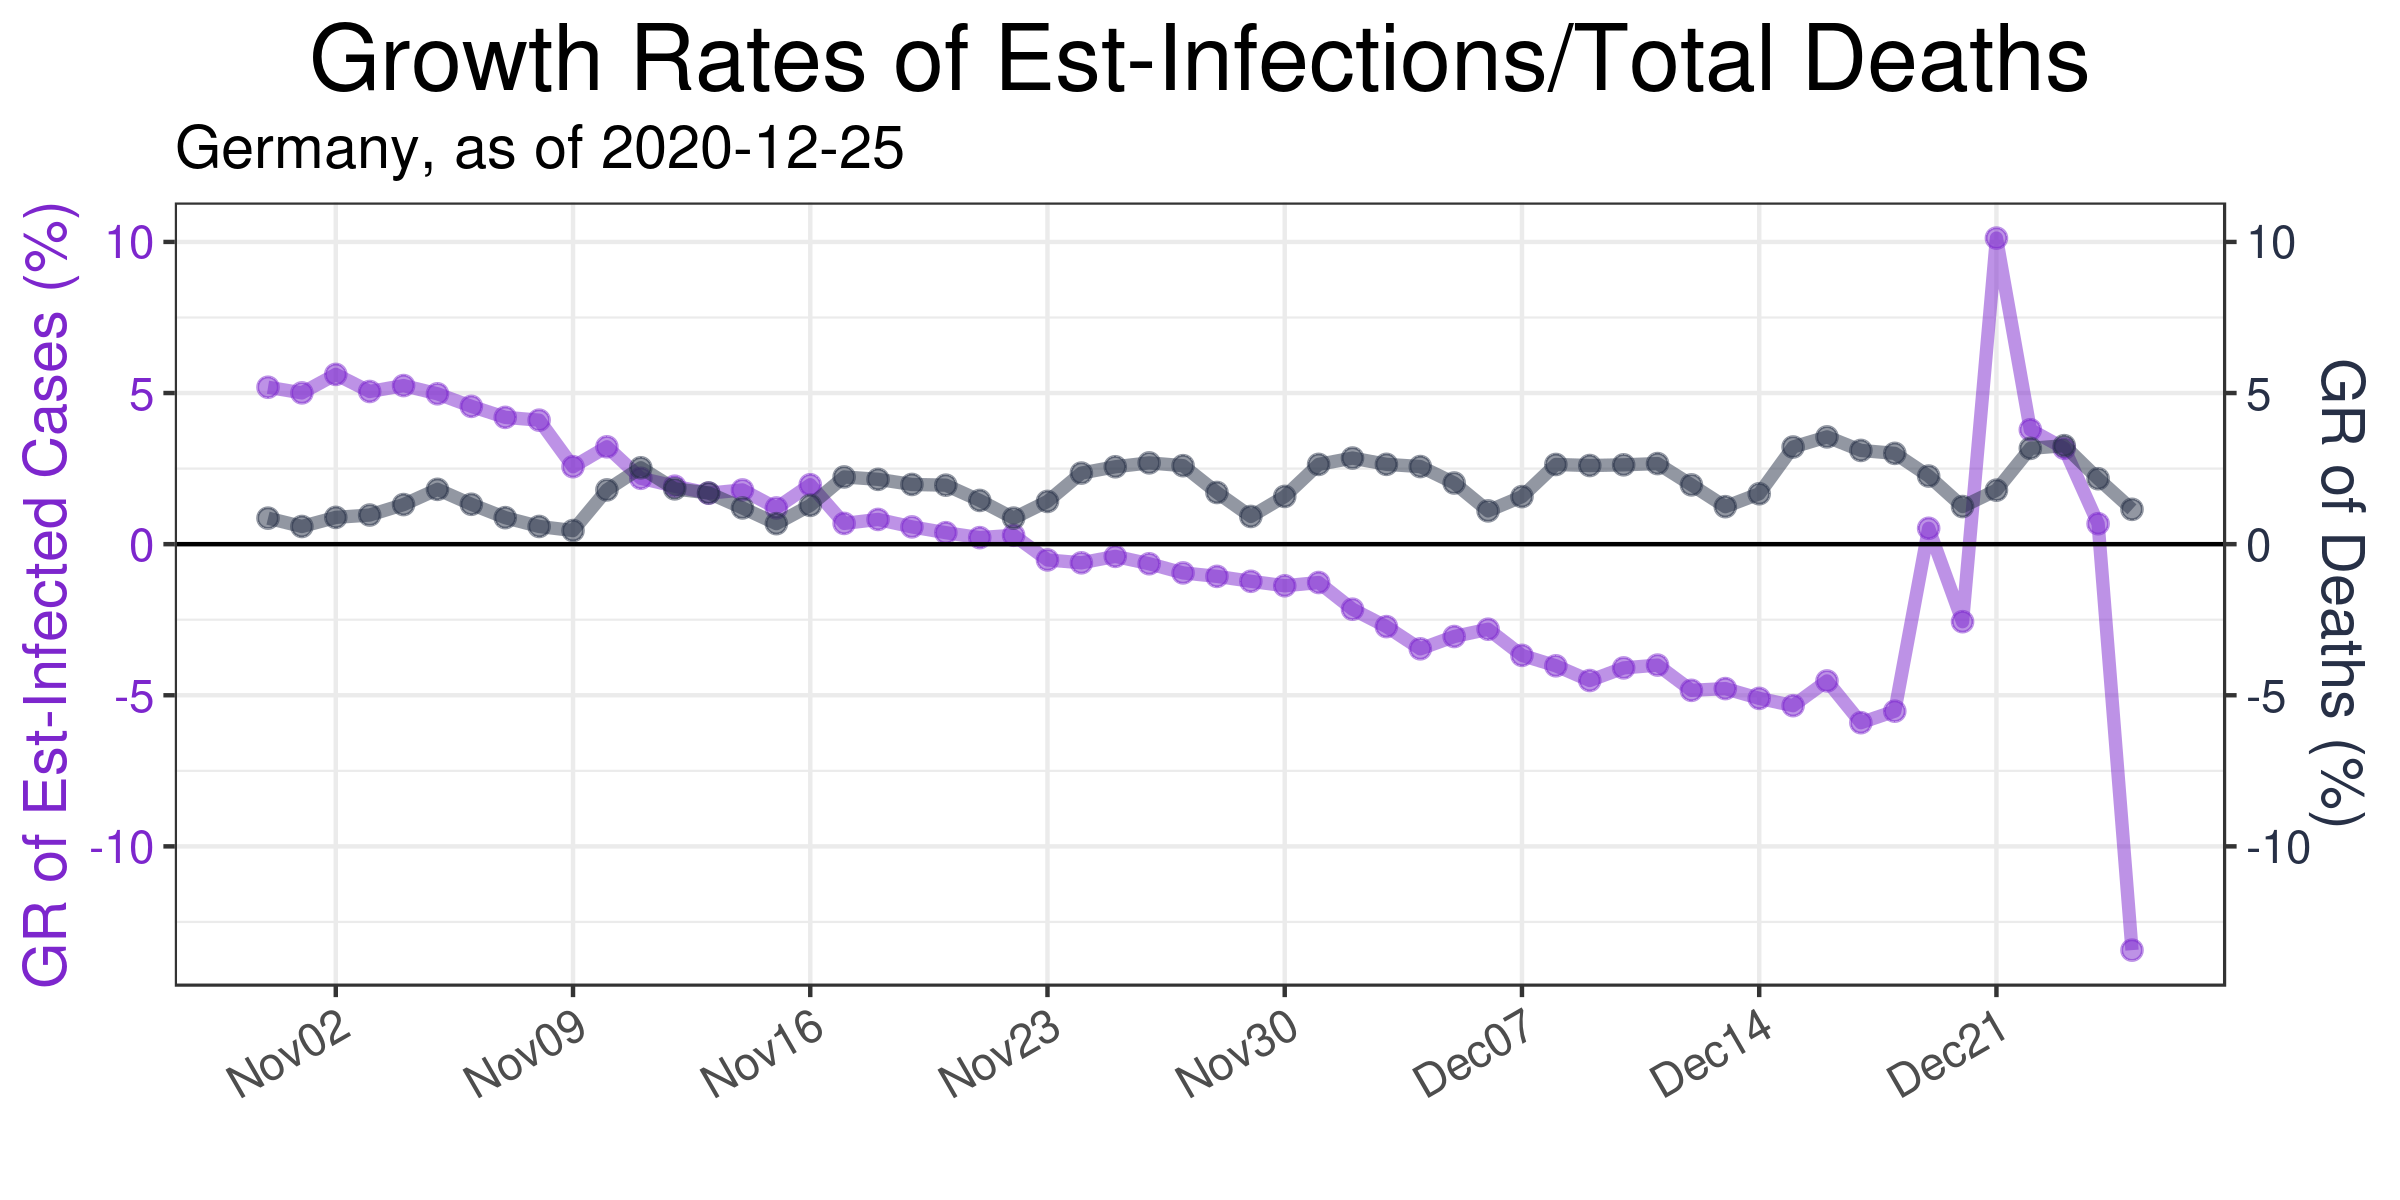 Growth Rates of Est-Infections/Total Deaths
Germany, as of 2020-12-25
GR of Est-Infected Cases (%)
10
5
0
-5
-10
10
5
0
-5
-10
GR of Deaths (%)
Nov02
Nov09
Nov16
Nov23
Nov30
Dec07
Dec14
Dec21